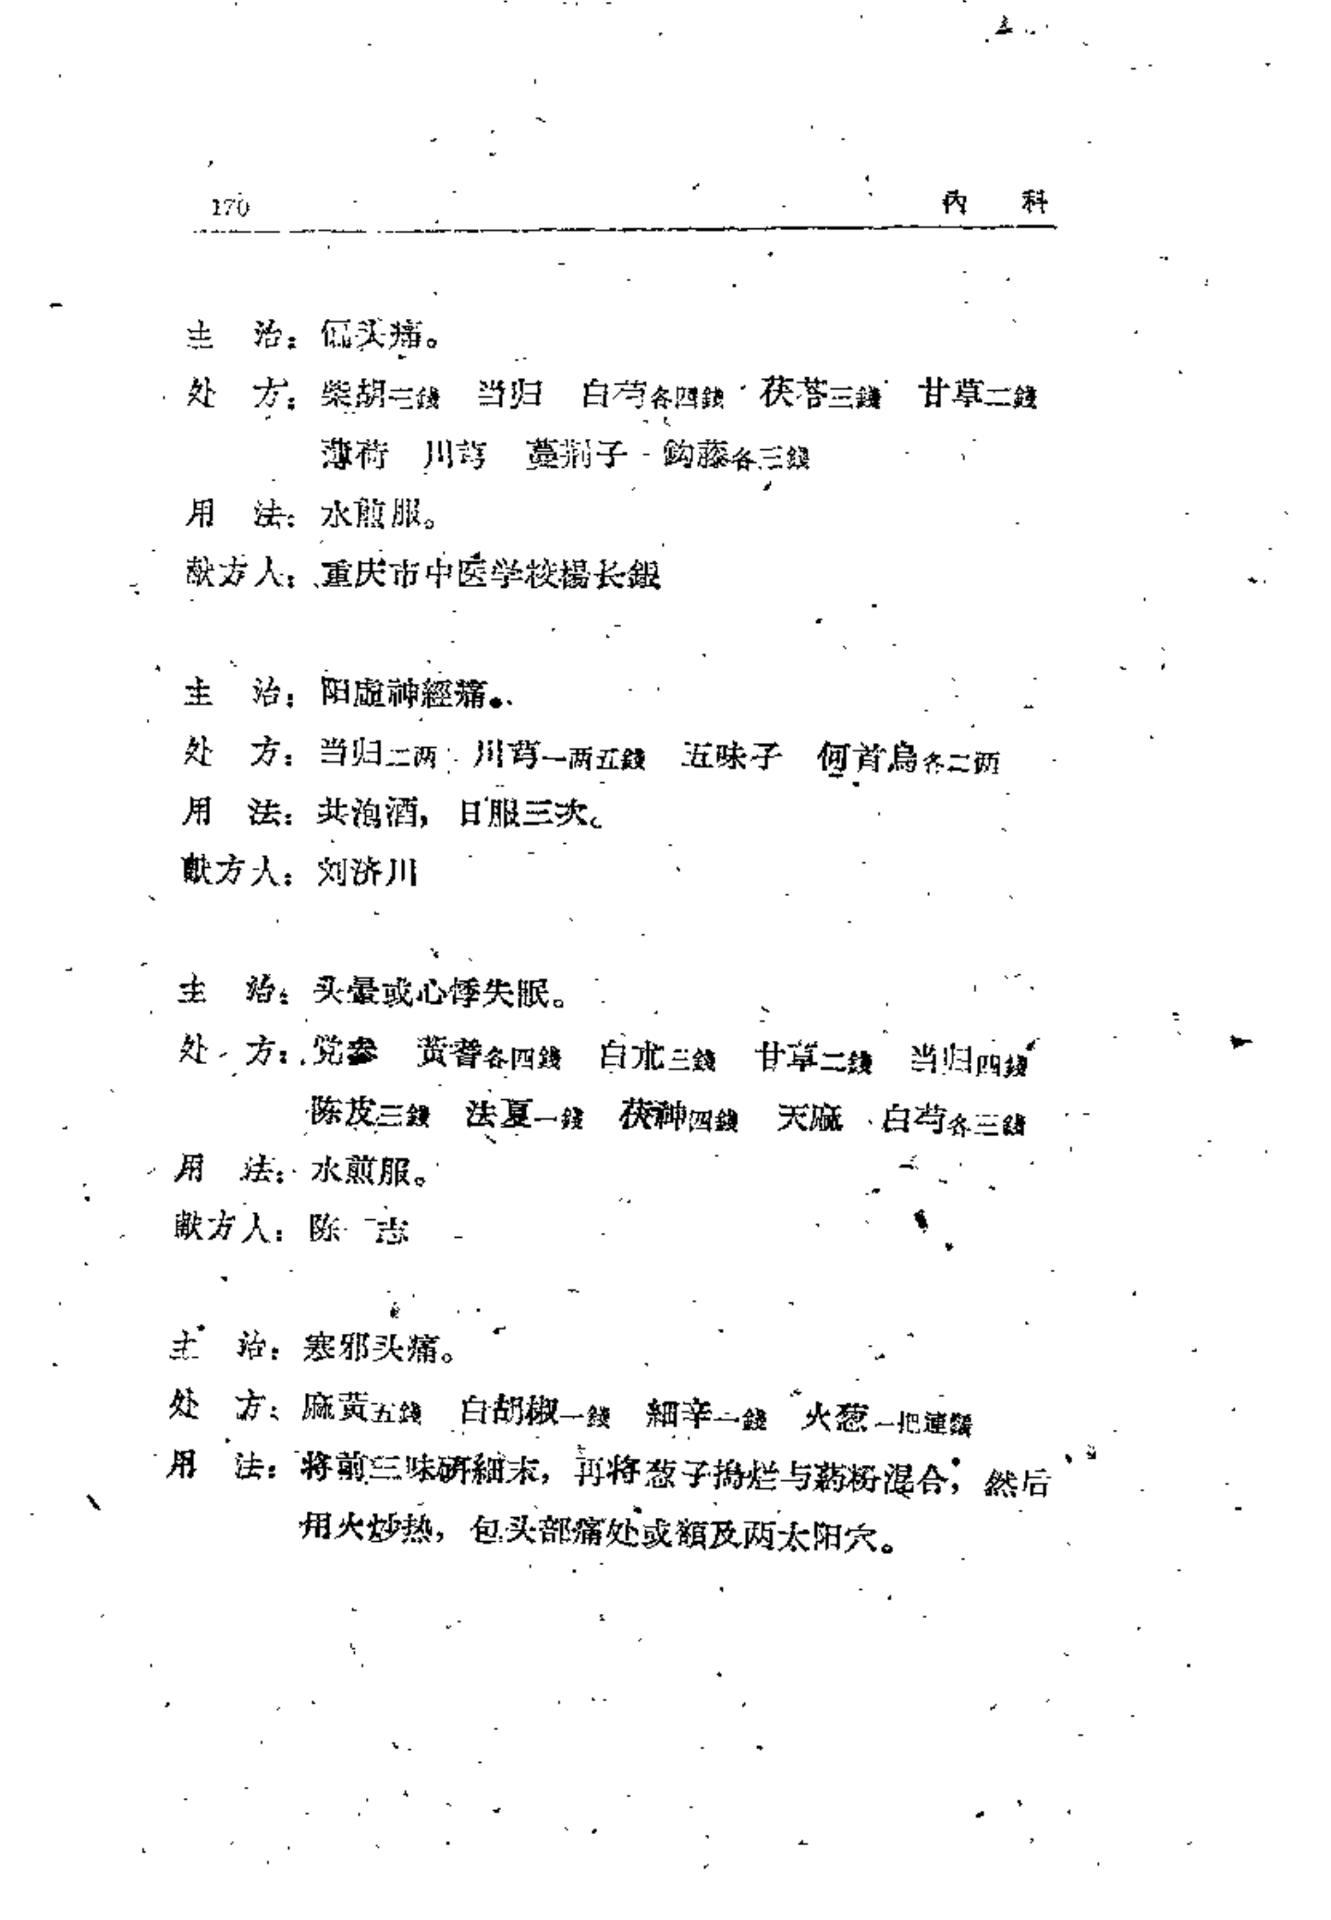 170 内 科
主 治：偏头痛。
处 方：柴胡三錢 当归 白芍各四錢 茯苓三錢 甘草二錢
薄荷 川芎 蔓荆子 鈎藤各三錢
用 法：水煎服。
献方人：重庆市中医学校楊长銀
主 治：阳虛神經痛。
处 方：当归二两 川芎一两五錢 五味子 何首烏各二两
用 法：共泡酒，日服三次。
献方人：刘济川
主 治：头暈或心悸失眠。
处 方：党参 黄蓍各四錢 白朮三錢 甘草二錢 当归四錢
陈皮三錢 法夏一錢 茯神四錢 天麻 白芍各三錢
用 法：水煎服。
献方人：陈 志
主 治：寒邪头痛。
处 方：麻黄五錢 白胡椒一錢 細辛一錢 火葱一把連鬚
用 法：将前三味研細末，再将葱子搗烂与葯粉混合，然后
用火炒热，包头部痛处或額及两太阳穴。